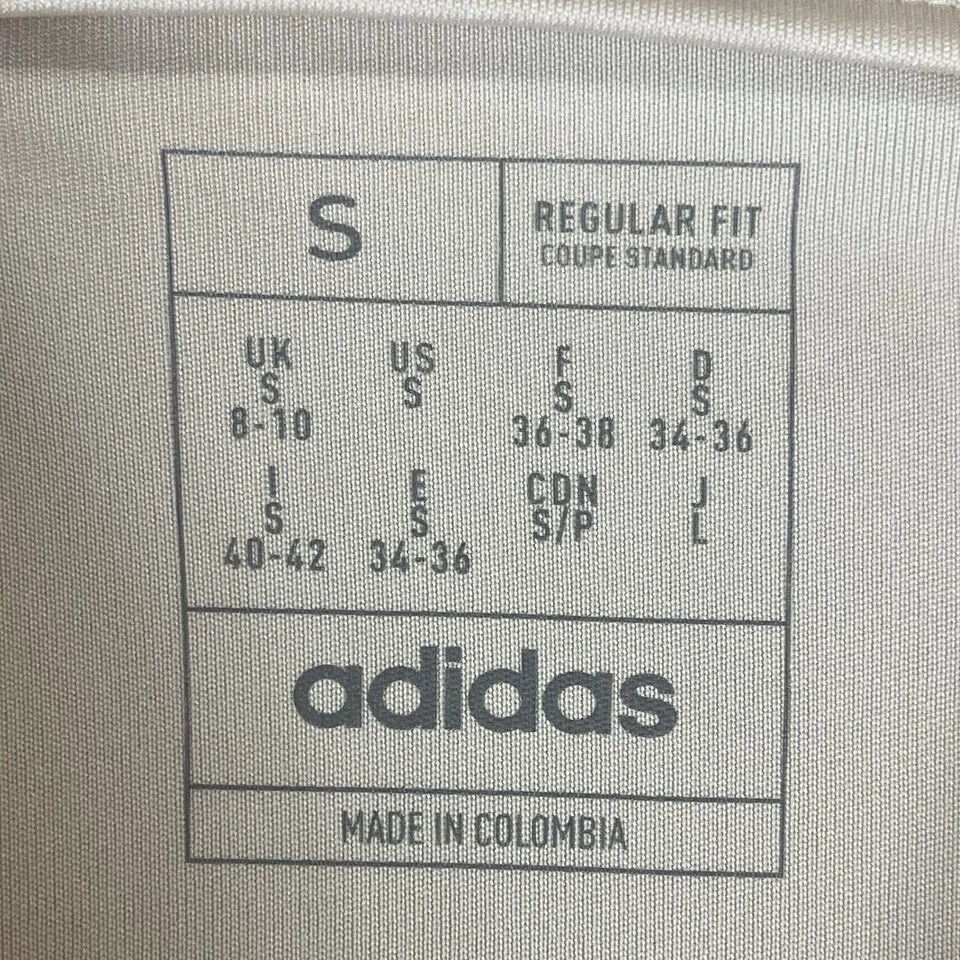 S
REGULAR FIT
COUPE STANDARD
UK US F D
S S S S
8-10 36-38 34-36
I E CDN J
S S S/P L
40-42 34-36
adidas
MADE IN COLOMBIA